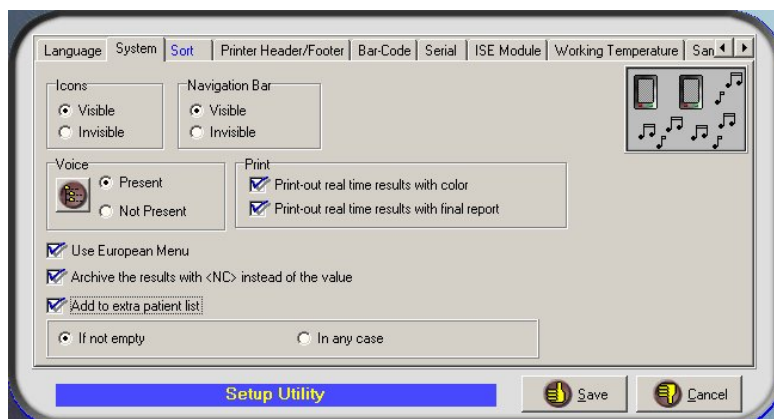 Language System Sort Printer Header/Footer Bar-Code Serial ISE Module Working Temperature San
Icons
Visible
Invisible
Navigation Bar
Visible
Invisible
Voice
Present
Not Present
Print
Print-out real time results with color
Print-out real time results with final report
Use European Menu
Archive the results with <NC> instead of the value
Add to extra patient list
If not empty In any case
Setup Utility Save Cancel